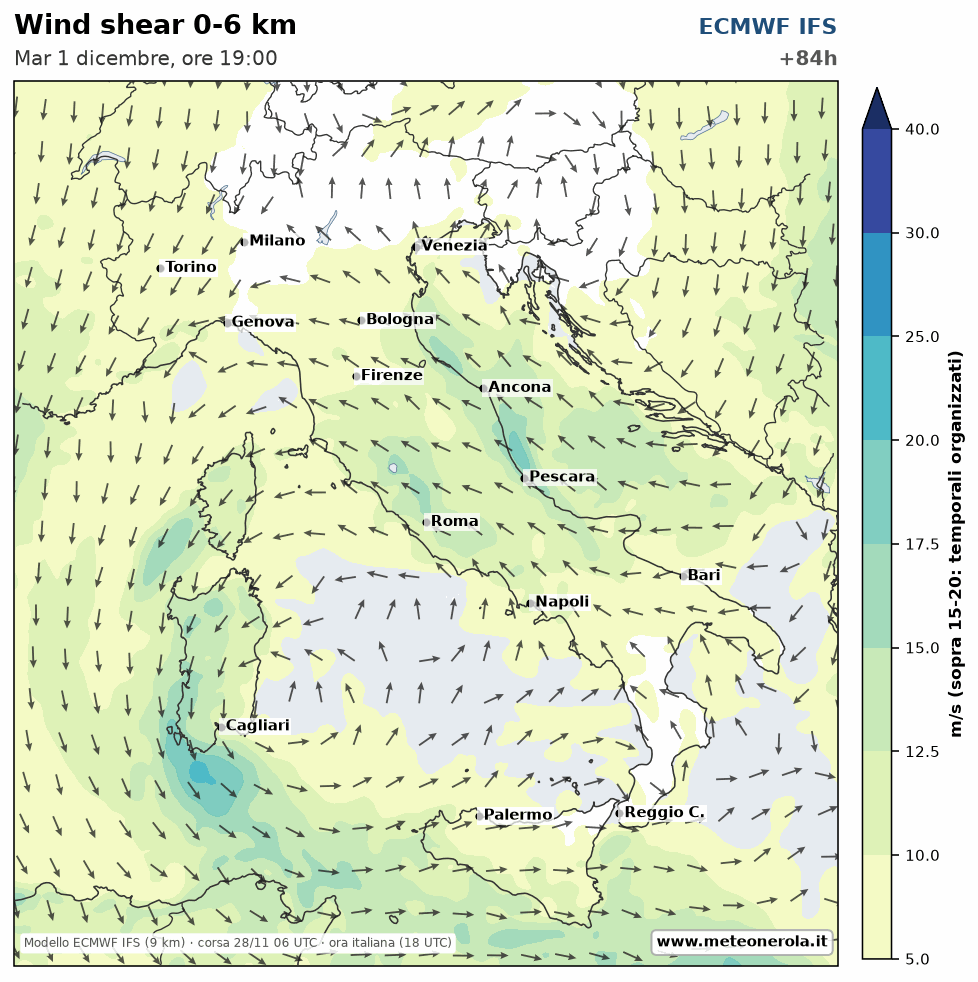 Wind shear 0-6 km
ECMWF IFS
Mar 1 dicembre, ore 19:00
+84h
Milano
Venezia
Torino
Genova
Bologna
Firenze
Ancona
Pescara
Roma
Bari
Napoli
Cagliari
Palermo
Reggio C.
Modello ECMWF IFS (9 km) · corsa 28/11 06 UTC · ora italiana (18 UTC)
www.meteonerola.it
40.0
30.0
25.0
20.0
17.5
15.0
12.5
10.0
5.0
m/s (sopra 15-20: temporali organizzati)